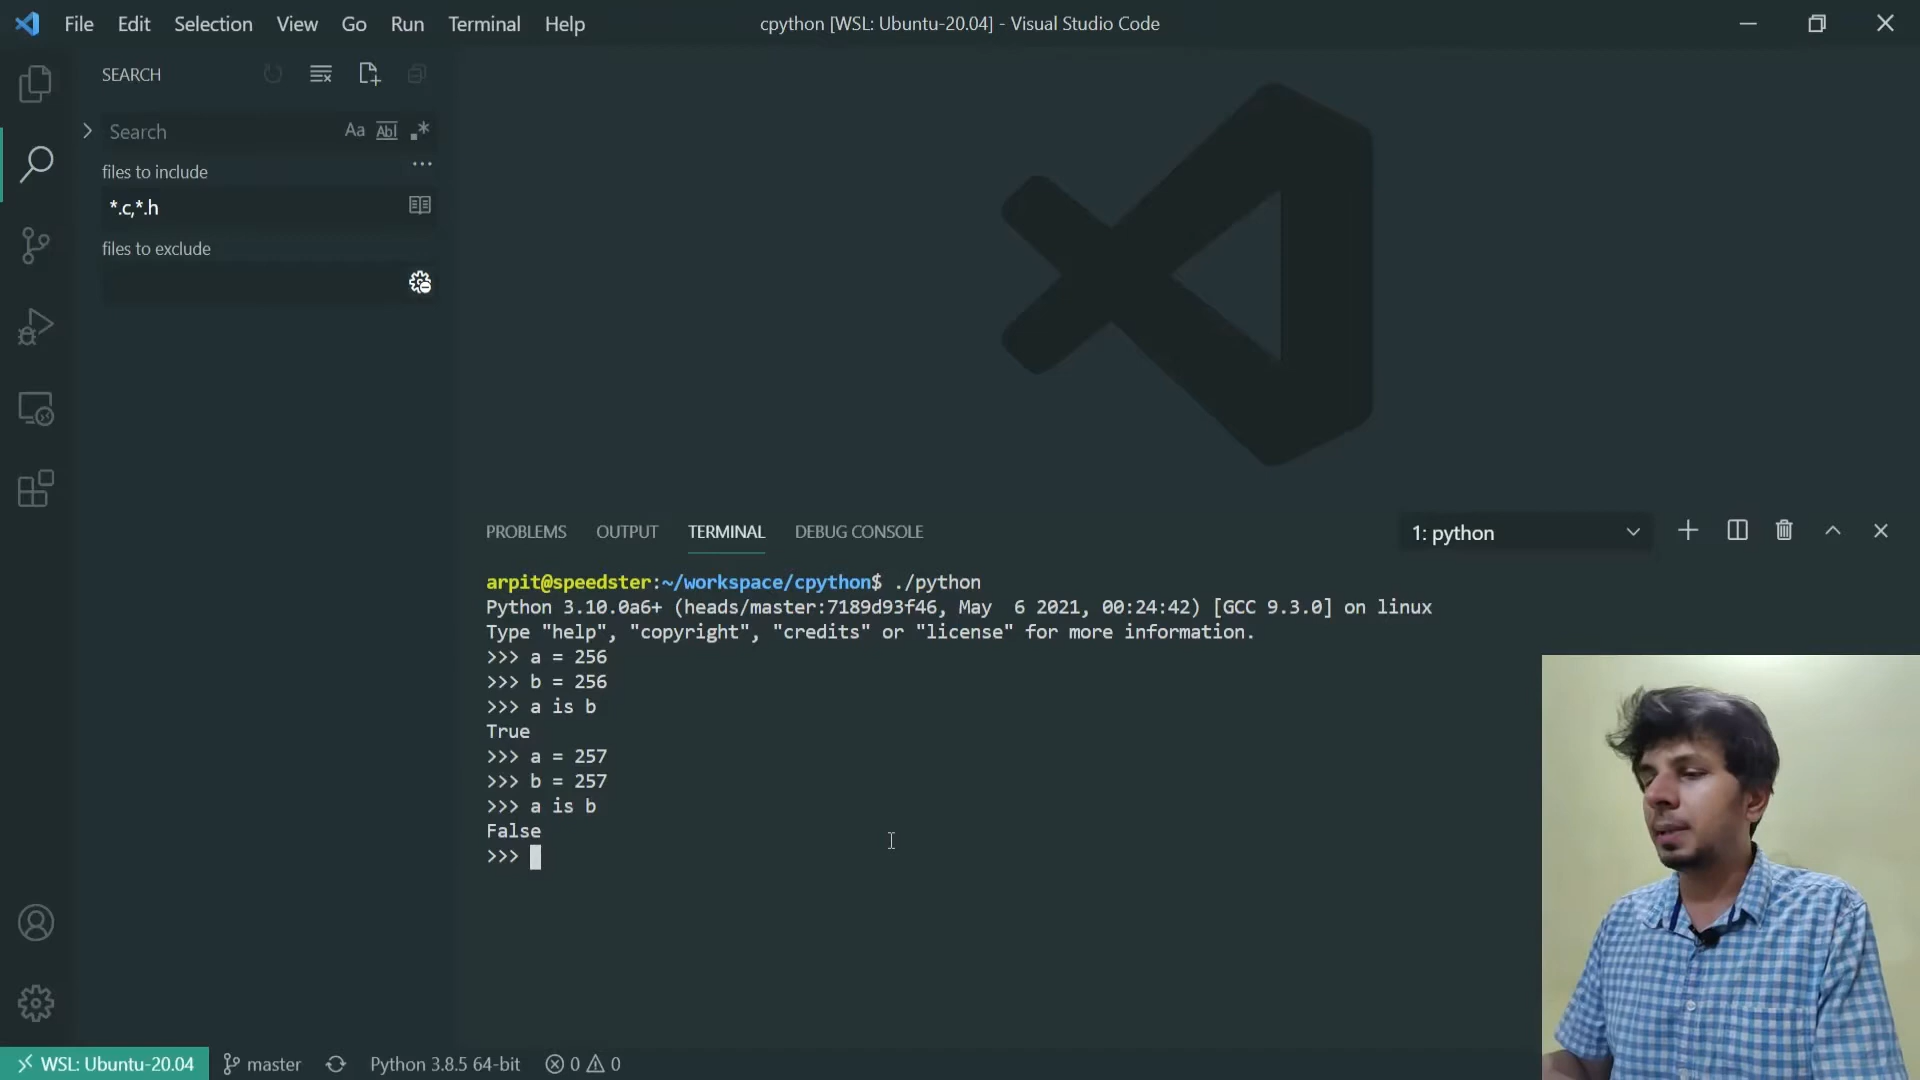 File Edit Selection View Go Run Terminal Help
cpython [WSL: Ubuntu-20.04] - Visual Studio Code
SEARCH
Search
Aa Abl .*
files to include
...
*.c,*.h
files to exclude
PROBLEMS OUTPUT TERMINAL DEBUG CONSOLE
1: python
arpit@speedster:~/workspace/cpython$ ./python
Python 3.10.0a6+ (heads/master:7189d93f46, May  6 2021, 00:24:42) [GCC 9.3.0] on linux
Type "help", "copyright", "credits" or "license" for more information.
>>> a = 256
>>> b = 256
>>> a is b
True
>>> a = 257
>>> b = 257
>>> a is b
False
>>>
WSL: Ubuntu-20.04 master Python 3.8.5 64-bit 0 0